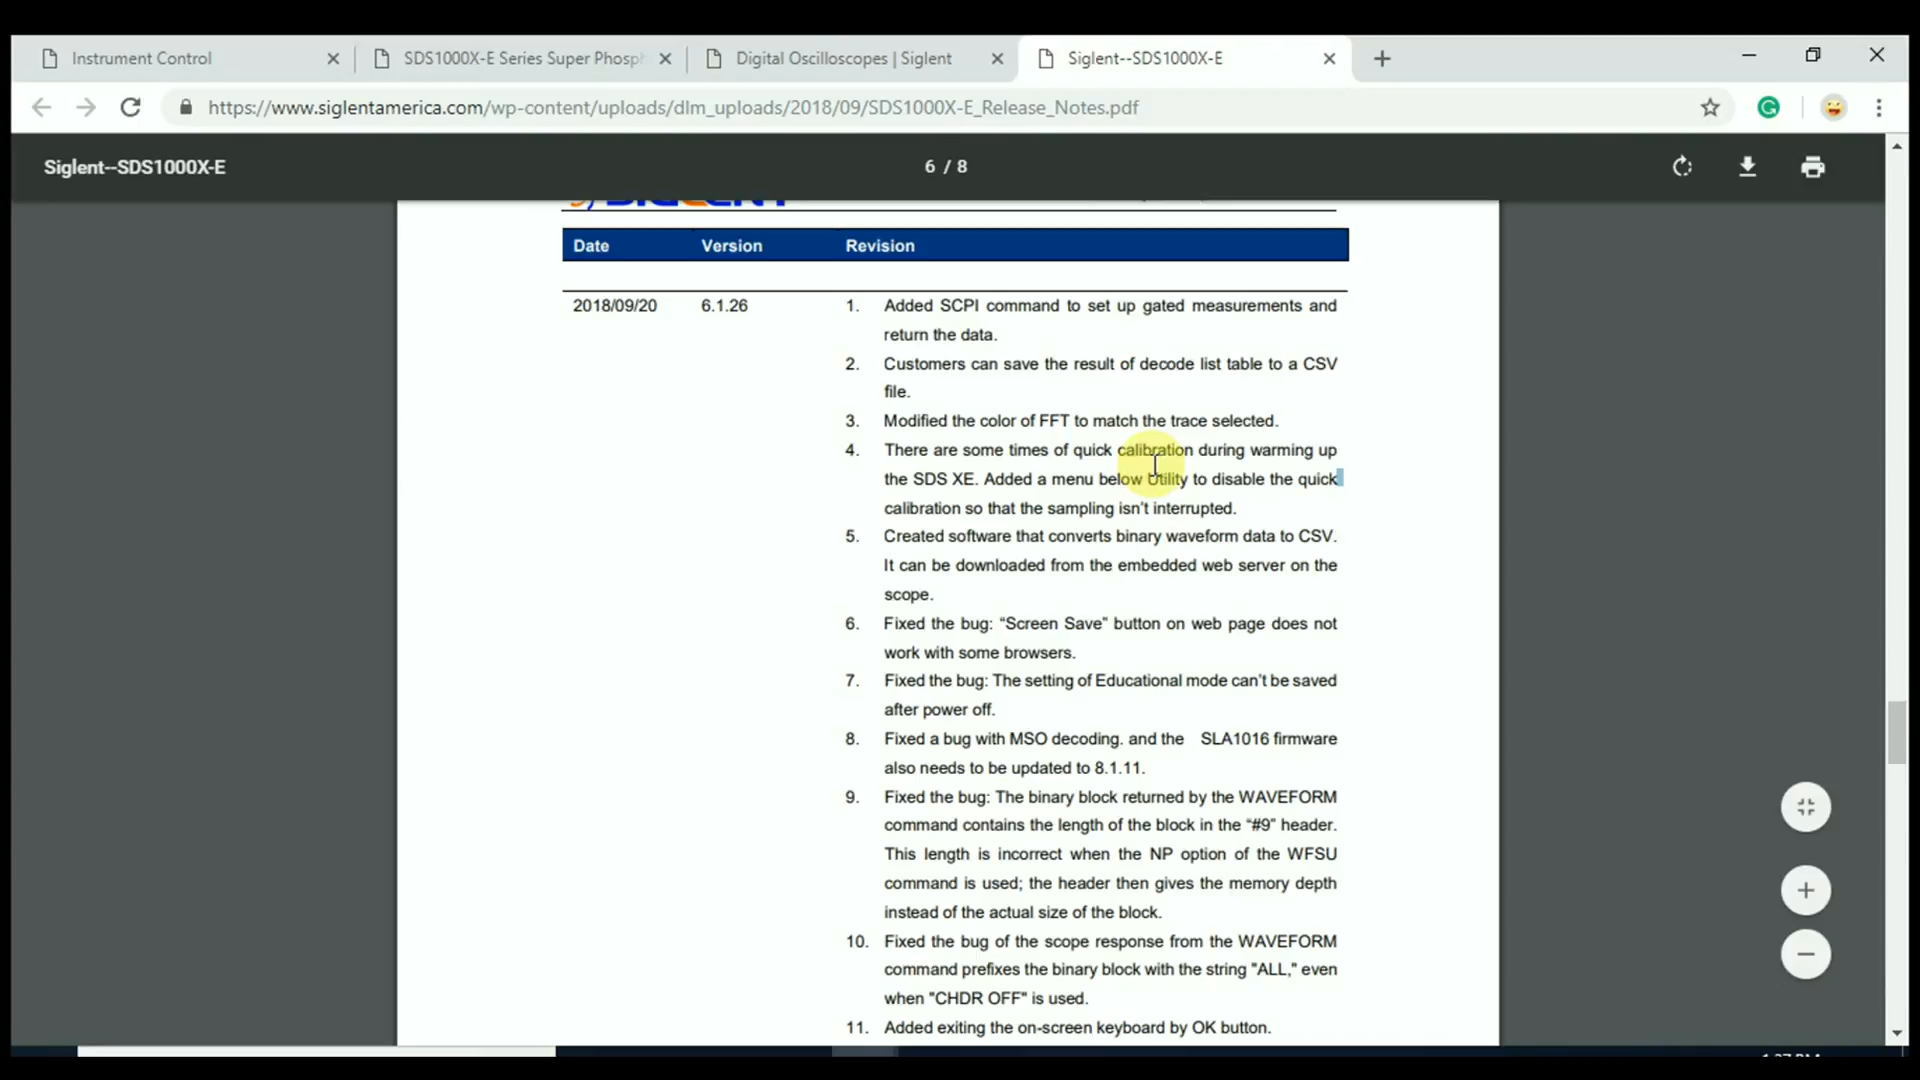 Instrument Control
SDS1000X-E Series Super Phosp
Digital Oscilloscopes | Siglent
Siglent--SDS1000X-E
https://www.siglentamerica.com/wp-content/uploads/dlm_uploads/2018/09/SDS1000X-E_Release_Notes.pdf
Siglent--SDS1000X-E
6 / 8
SIGLENT
Date Version Revision
2018/09/20 6.1.26 1. Added SCPI command to set up gated measurements and
return the data.
2. Customers can save the result of decode list table to a CSV
file.
3. Modified the color of FFT to match the trace selected.
4. There are some times of quick calibration during warming up
the SDS XE. Added a menu below Utility to disable the quick
calibration so that the sampling isn't interrupted.
5. Created software that converts binary waveform data to CSV.
It can be downloaded from the embedded web server on the
scope.
6. Fixed the bug: “Screen Save” button on web page does not
work with some browsers.
7. Fixed the bug: The setting of Educational mode can't be saved
after power off.
8. Fixed a bug with MSO decoding. and the SLA1016 firmware
also needs to be updated to 8.1.11.
9. Fixed the bug: The binary block returned by the WAVEFORM
command contains the length of the block in the “#9” header.
This length is incorrect when the NP option of the WFSU
command is used; the header then gives the memory depth
instead of the actual size of the block.
10. Fixed the bug of the scope response from the WAVEFORM
command prefixes the binary block with the string "ALL," even
when "CHDR OFF" is used.
11. Added exiting the on-screen keyboard by OK button.